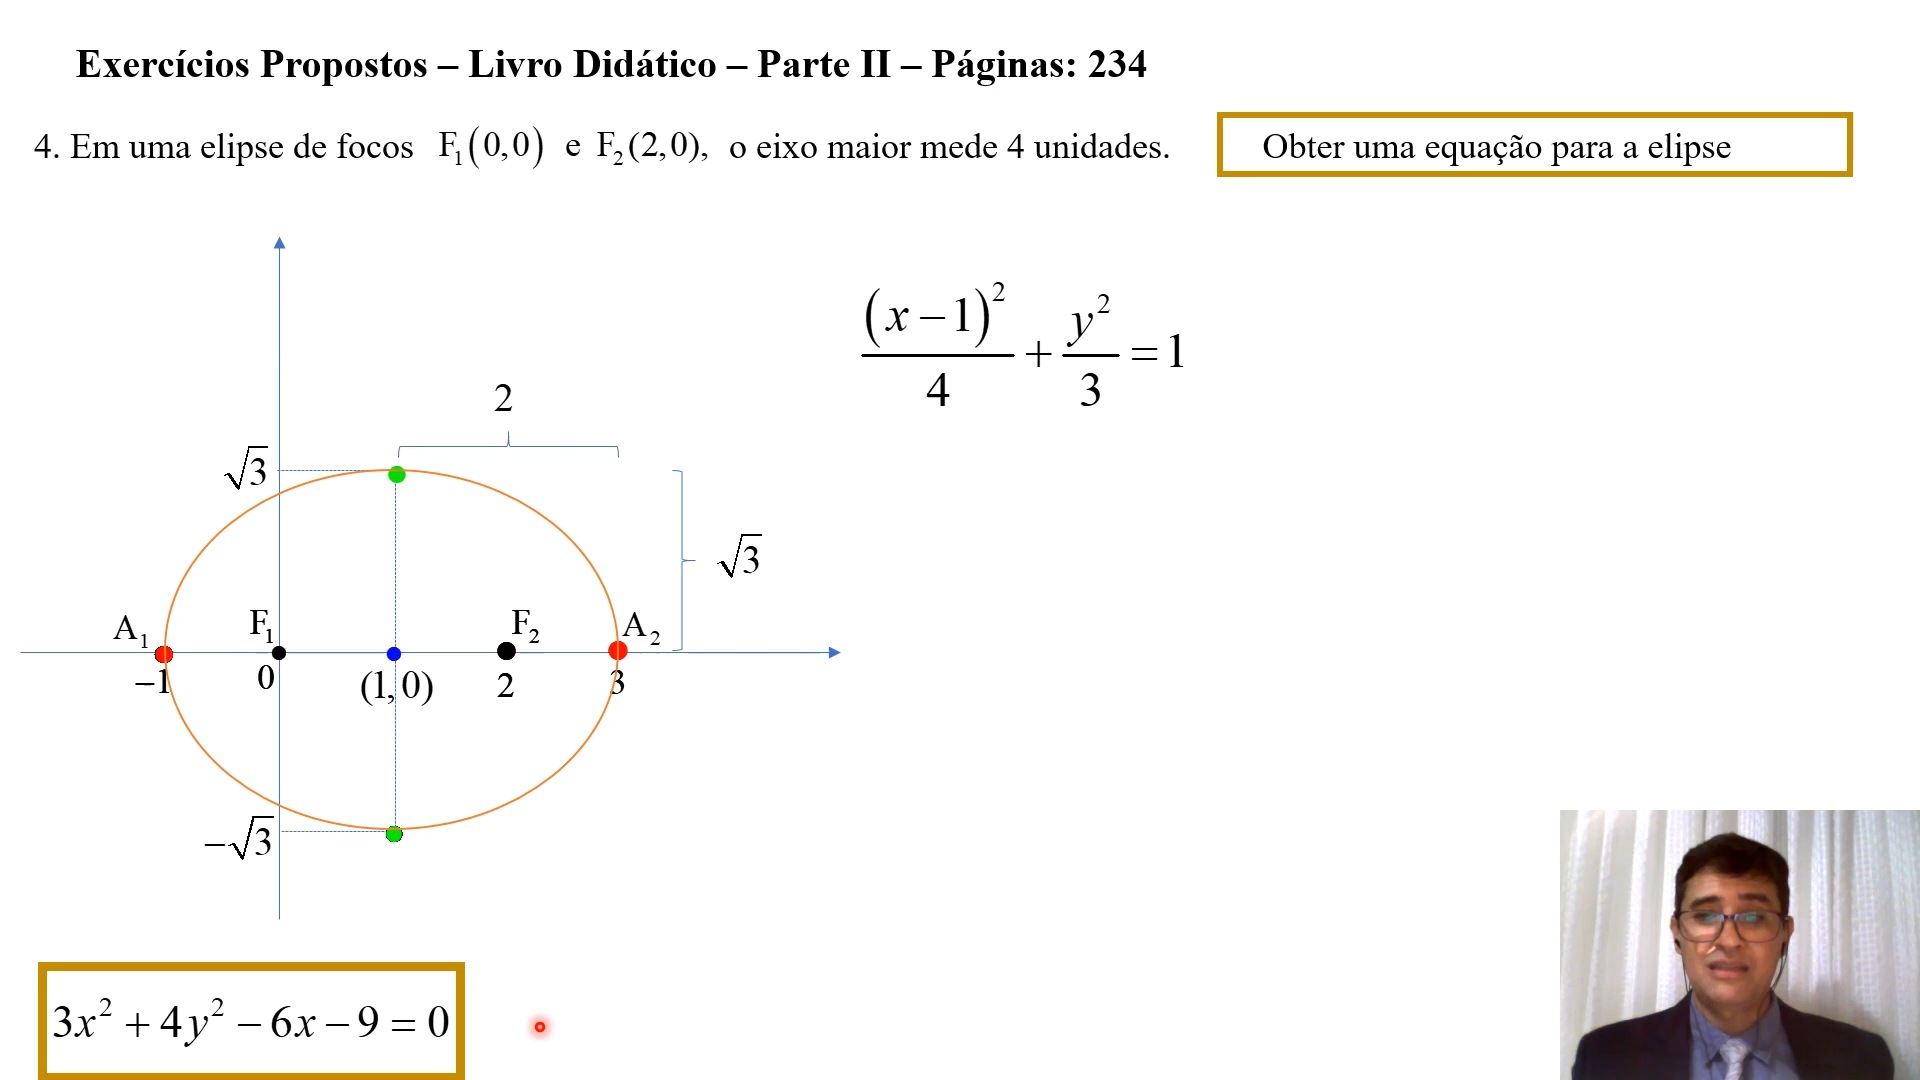 Exercícios Propostos – Livro Didático – Parte II – Páginas: 234
4. Em uma elipse de focos F₁(0,0) e F₂(2,0), o eixo maior mede 4 unidades.
Obter uma equação para a elipse
(x−1)²/4 + y²/3 = 1
2
√3
√3
A₁ F₁ F₂ A₂
−1 0 (1,0) 2 3
−√3
3x² + 4y² − 6x − 9 = 0